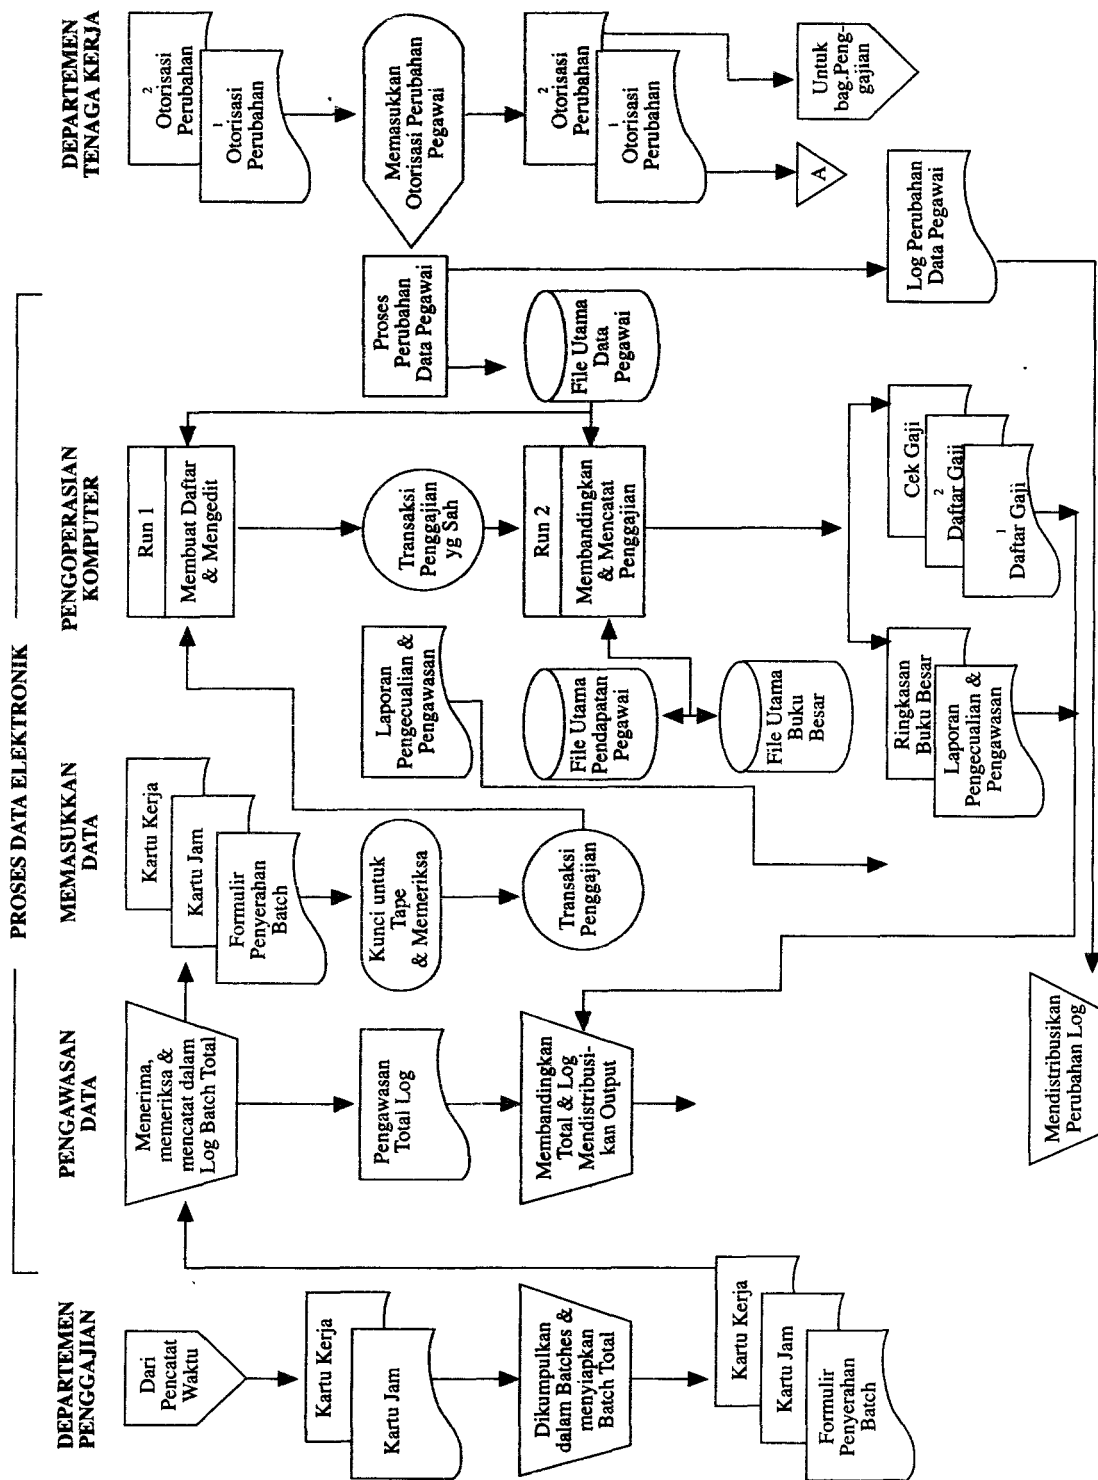 PROSES DATA ELEKTRONIK
DEPARTEMEN
PENGGAJIAN
Dari
Pencatat
Waktu
Kartu Kerja
Kartu Jam
Dikumpulkan
dalam Batches &
menyiapkan
Batch Total
Kartu Kerja
Kartu Jam
Formulir
Penyerahan
Batch
PENGAWASAN
DATA
Menerima,
memeriksa &
mencatat dalam
Log Batch Total
Pengawasan
Total Log
Membandingkan
Total & Log
Mendistribusi-
kan Output
Mendistribusikan
Perubahan Log
MEMASUKKAN
DATA
Kartu Kerja
Kartu Jam
Formulir
Penyerahan
Batch
Kunci untuk
Tape
& Memeriksa
Transaksi
Penggajian
PENGOPERASIAN
KOMPUTER
Run 1
Membuat Daftar
& Mengedit
Laporan
Pengecualian &
Pengawasan
Transaksi
Penggajian
yg Sah
Proses
Perubahan
Data Pegawai
File Utama
Pendapatan
Pegawai
Run 2
Membandingkan
& Mencatat
Penggajian
File Utama
Data
Pegawai
File Utama
Buku
Besar
Ringkasan
Buku Besar
Laporan
Pengecualian &
Pengawasan
Cek Gaji
2
Daftar Gaji
1
Daftar Gaji
Log Perubahan
Data Pegawai
DEPARTEMEN
TENAGA KERJA
2
Otorisasi
Perubahan
1
Otorisasi
Perubahan
Memasukkan
Otorisasi Perubahan
Pegawai
2
Otorisasi
Perubahan
1
Otorisasi
Perubahan
A
Untuk
bag.Peng-
gajian